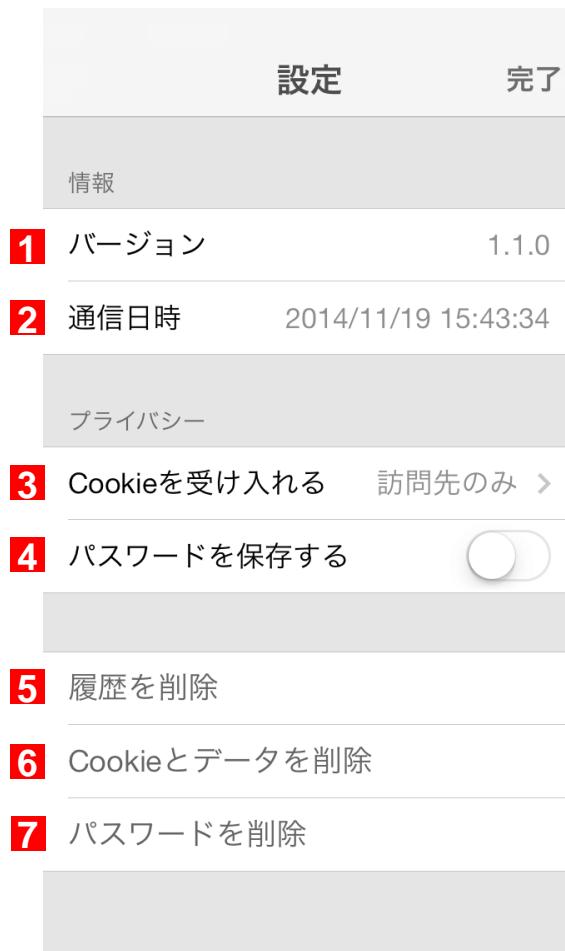 設定 完了
情報
1 バージョン 1.1.0
2 通信日時 2014/11/19 15:43:34
プライバシー
3 Cookieを受け入れる 訪問先のみ
4 パスワードを保存する
5 履歴を削除
6 Cookieとデータを削除
7 パスワードを削除